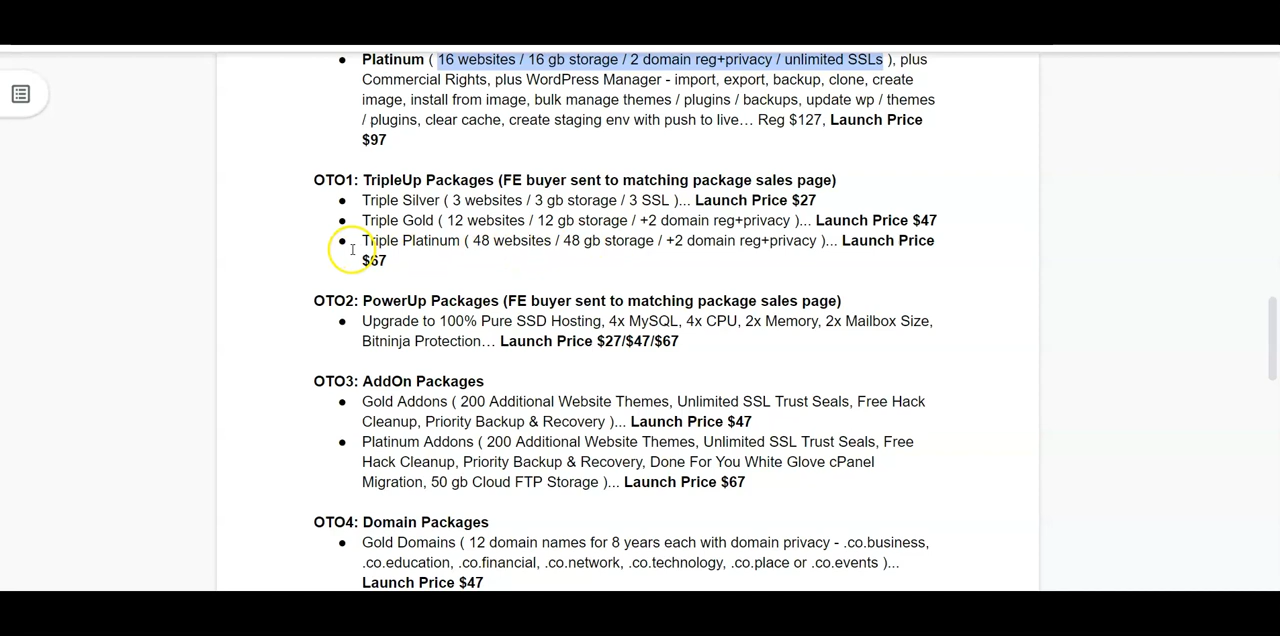 Platinum ( 16 websites / 16 gb storage / 2 domain reg+privacy / unlimited SSLs ), plus
Commercial Rights, plus WordPress Manager - import, export, backup, clone, create
image, install from image, bulk manage themes / plugins / backups, update wp / themes
/ plugins, clear cache, create staging env with push to live… Reg $127, Launch Price
$97
OTO1: TripleUp Packages (FE buyer sent to matching package sales page)
Triple Silver ( 3 websites / 3 gb storage / 3 SSL )... Launch Price $27
Triple Gold ( 12 websites / 12 gb storage / +2 domain reg+privacy )... Launch Price $47
Triple Platinum ( 48 websites / 48 gb storage / +2 domain reg+privacy )... Launch Price
$67
OTO2: PowerUp Packages (FE buyer sent to matching package sales page)
Upgrade to 100% Pure SSD Hosting, 4x MySQL, 4x CPU, 2x Memory, 2x Mailbox Size,
Bitninja Protection… Launch Price $27/$47/$67
OTO3: AddOn Packages
Gold Addons ( 200 Additional Website Themes, Unlimited SSL Trust Seals, Free Hack
Cleanup, Priority Backup & Recovery )... Launch Price $47
Platinum Addons ( 200 Additional Website Themes, Unlimited SSL Trust Seals, Free
Hack Cleanup, Priority Backup & Recovery, Done For You White Glove cPanel
Migration, 50 gb Cloud FTP Storage )... Launch Price $67
OTO4: Domain Packages
Gold Domains ( 12 domain names for 8 years each with domain privacy - .co.business,
.co.education, .co.financial, .co.network, .co.technology, .co.place or .co.events )...
Launch Price $47